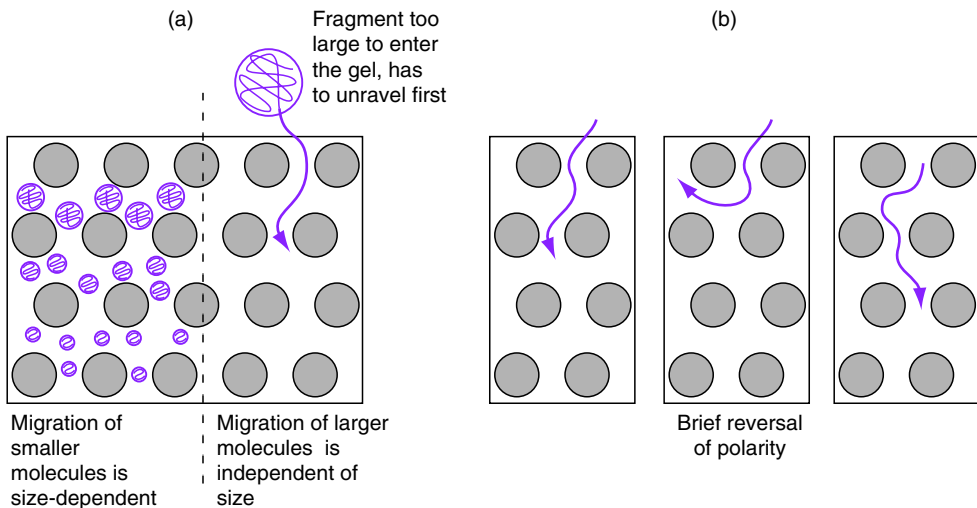 (a)
Fragment too
large to enter
the gel, has
to unravel first
Migration of
smaller
molecules is
size-dependent
Migration of larger
molecules is
independent of
size
(b)
Brief reversal
of polarity